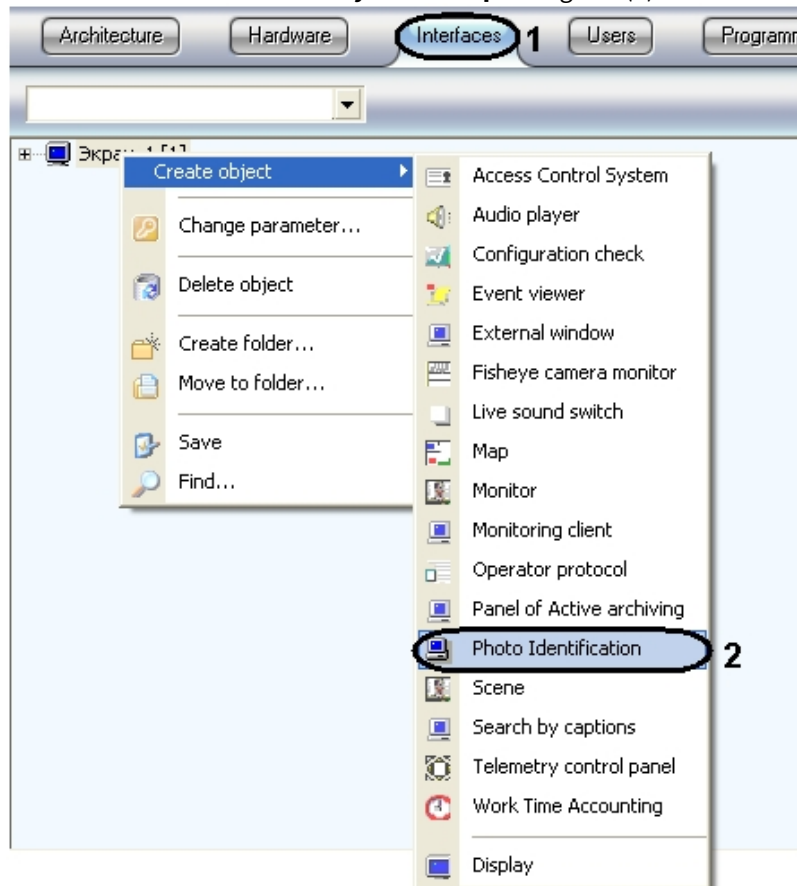 Architecture Hardware Interfaces 1 Users
Экран 1 [1]
Create object
Change parameter...
Delete object
Create folder...
Move to folder...
Save
Find...
Access Control System
Audio player
Configuration check
Event viewer
External window
Fisheye camera monitor
Live sound switch
Map
Monitor
Monitoring client
Operator protocol
Panel of Active archiving
Photo Identification 2
Scene
Search by captions
Telemetry control panel
Work Time Accounting
Display